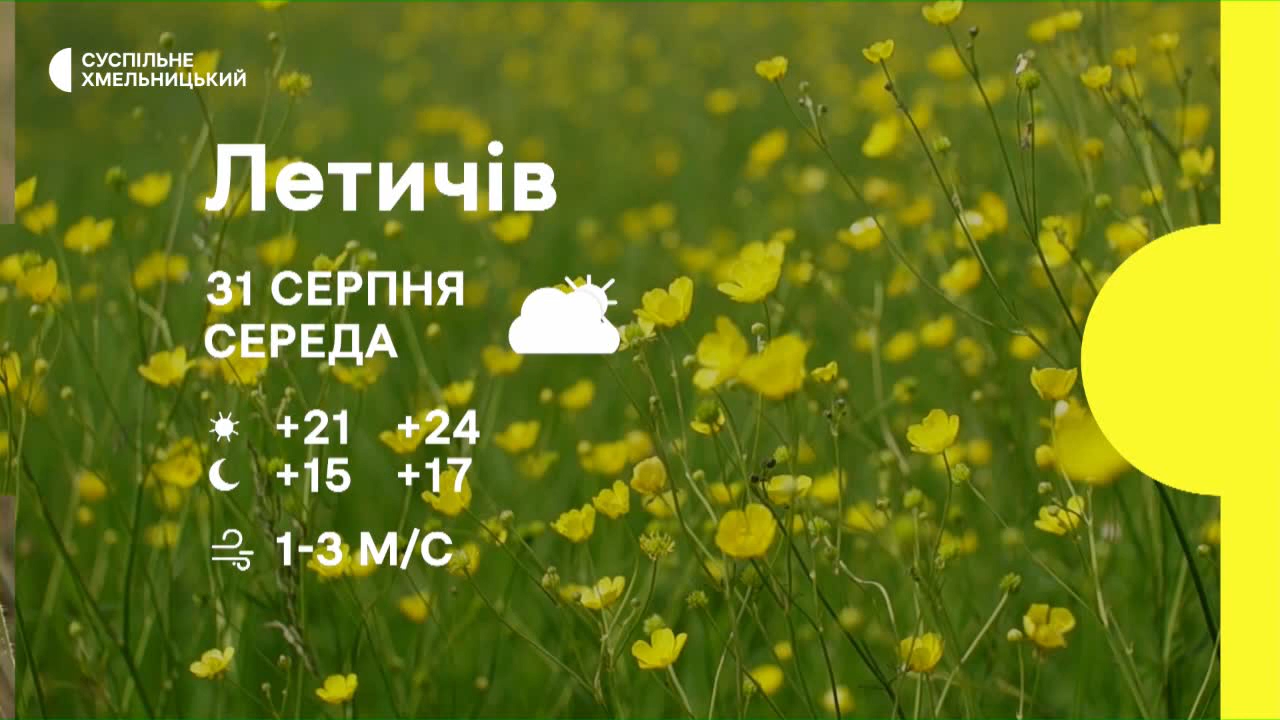 СУСПІЛЬНЕ
ХМЕЛЬНИЦЬКИЙ
Летичів
31 СЕРПНЯ
СЕРЕДА
+21 +24
+15 +17
1-3 М/С